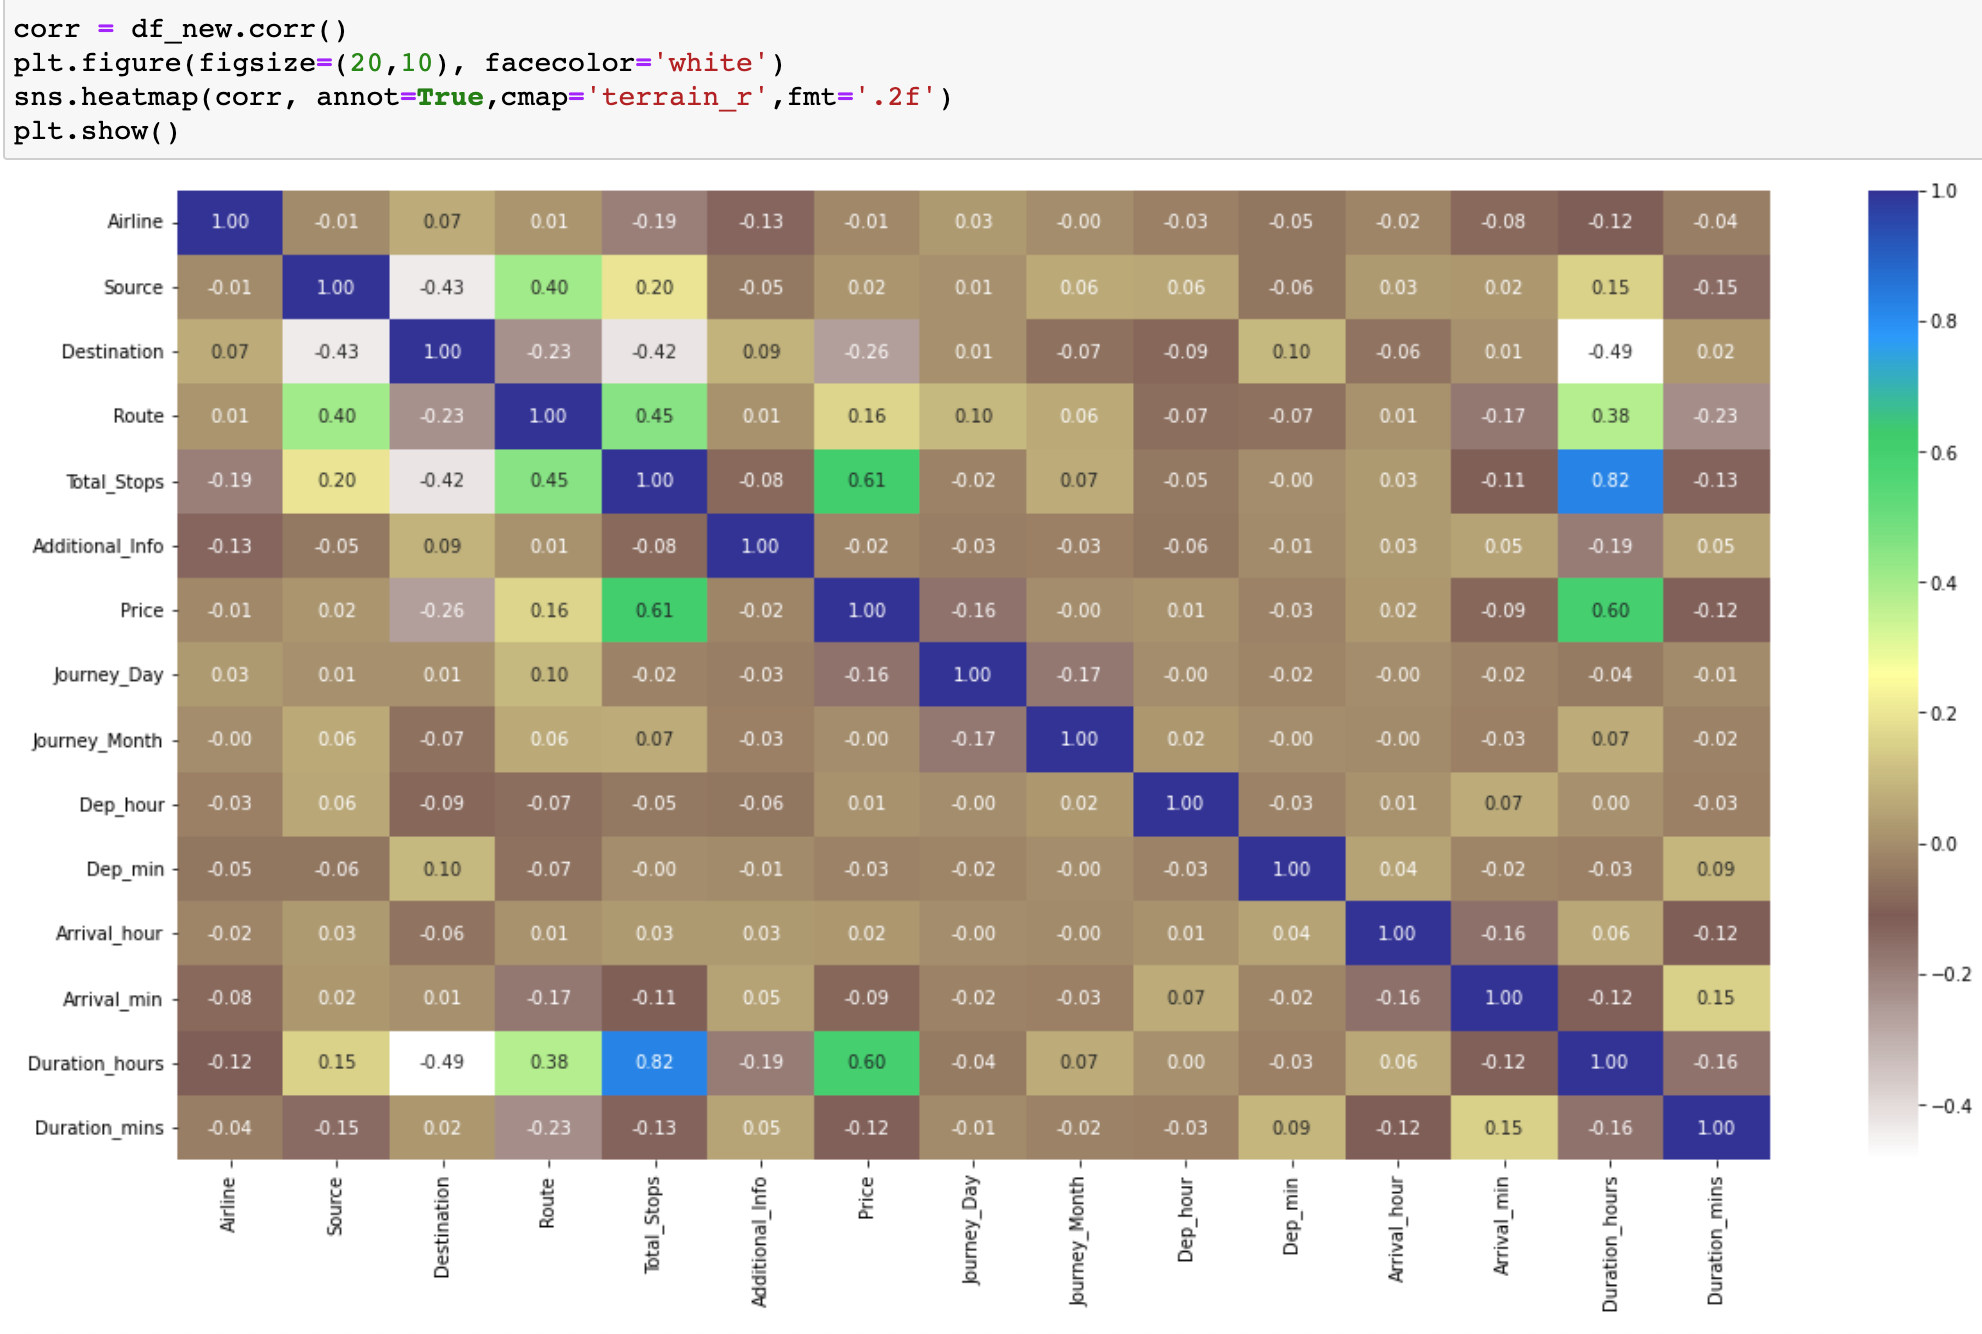 corr = df_new.corr()
plt.figure(figsize=(20,10), facecolor='white')
sns.heatmap(corr, annot=True,cmap='terrain_r',fmt='.2f')
plt.show()
Airline 1.00 -0.01 0.07 0.01 -0.19 -0.13 -0.01 0.03 -0.00 -0.03 -0.05 -0.02 -0.08 -0.12 -0.04
Source -0.01 1.00 -0.43 0.40 0.20 -0.05 0.02 0.01 0.06 0.06 -0.06 0.03 0.02 0.15 -0.15
Destination 0.07 -0.43 1.00 -0.23 -0.42 0.09 -0.26 0.01 -0.07 -0.09 0.10 -0.06 0.01 -0.49 0.02
Route 0.01 0.40 -0.23 1.00 0.45 0.01 0.16 0.10 0.06 -0.07 -0.07 0.01 -0.17 0.38 -0.23
Total_Stops -0.19 0.20 -0.42 0.45 1.00 -0.08 0.61 -0.02 0.07 -0.05 -0.00 0.03 -0.11 0.82 -0.13
Additional_Info -0.13 -0.05 0.09 0.01 -0.08 1.00 -0.02 -0.03 -0.03 -0.06 -0.01 0.03 0.05 -0.19 0.05
Price -0.01 0.02 -0.26 0.16 0.61 -0.02 1.00 -0.16 -0.00 0.01 -0.03 0.02 -0.09 0.60 -0.12
Journey_Day 0.03 0.01 0.01 0.10 -0.02 -0.03 -0.16 1.00 -0.17 -0.00 -0.02 -0.00 -0.02 -0.04 -0.01
Journey_Month -0.00 0.06 -0.07 0.06 0.07 -0.03 -0.00 -0.17 1.00 0.02 -0.00 -0.00 -0.03 0.07 -0.02
Dep_hour -0.03 0.06 -0.09 -0.07 -0.05 -0.06 0.01 -0.00 0.02 1.00 -0.03 0.01 0.07 0.00 -0.03
Dep_min -0.05 -0.06 0.10 -0.07 -0.00 -0.01 -0.03 -0.02 -0.00 -0.03 1.00 0.04 -0.02 -0.03 0.09
Arrival_hour -0.02 0.03 -0.06 0.01 0.03 0.03 0.02 -0.00 -0.00 0.01 0.04 1.00 -0.16 0.06 -0.12
Arrival_min -0.08 0.02 0.01 -0.17 -0.11 0.05 -0.09 -0.02 -0.03 0.07 -0.02 -0.16 1.00 -0.12 0.15
Duration_hours -0.12 0.15 -0.49 0.38 0.82 -0.19 0.60 -0.04 0.07 0.00 -0.03 0.06 -0.12 1.00 -0.16
Duration_mins -0.04 -0.15 0.02 -0.23 -0.13 0.05 -0.12 -0.01 -0.02 -0.03 0.09 -0.12 0.15 -0.16 1.00
Airline
Source
Destination
Route
Total_Stops
Additional_Info
Price
Journey_Day
Journey_Month
Dep_hour
Dep_min
Arrival_hour
Arrival_min
Duration_hours
Duration_mins
1.0
0.8
0.6
0.4
0.2
0.0
−0.2
−0.4